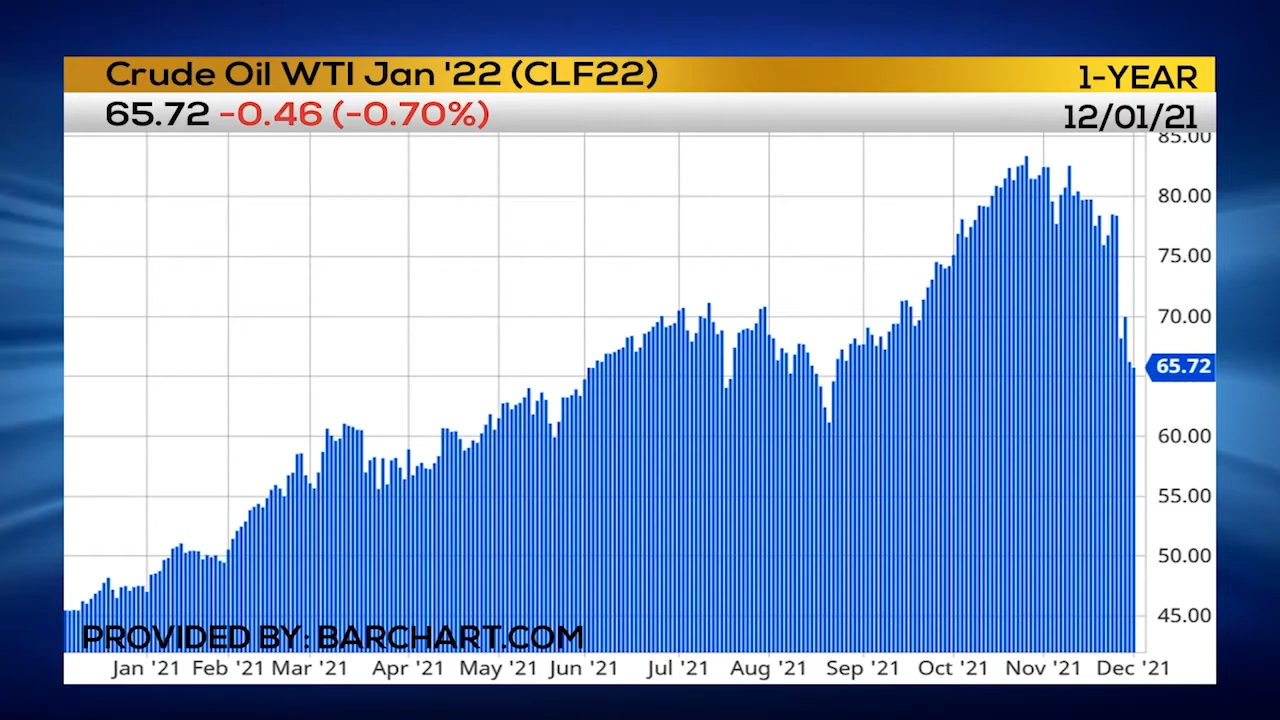 Crude Oil WTI Jan '22 (CLF22)
1-YEAR
65.72 -0.46 (-0.70%)
12/01/21
85.00
80.00
75.00
70.00
65.72
60.00
55.00
50.00
45.00
PROVIDED BY: BARCHART.COM
Jan '21 Feb '21 Mar '21 Apr '21 May '21 Jun '21 Jul '21 Aug '21 Sep '21 Oct '21 Nov '21 Dec '21